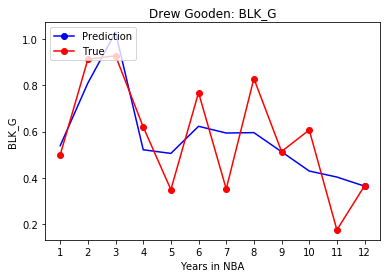 Drew Gooden: BLK_G
Prediction
True
BLK_G
1.0
0.8
0.6
0.4
0.2
1 2 3 4 5 6 7 8 9 10 11 12
Years in NBA